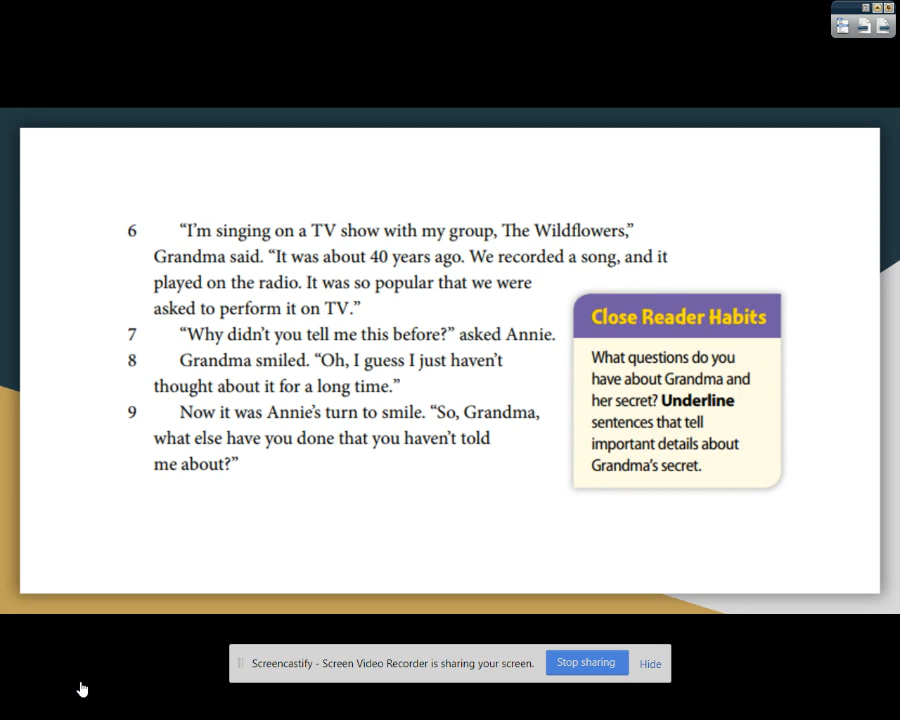 6 “I’m singing on a TV show with my group, The Wildflowers,”
Grandma said. “It was about 40 years ago. We recorded a song, and it
played on the radio. It was so popular that we were
asked to perform it on TV.”
7 “Why didn’t you tell me this before?” asked Annie.
8 Grandma smiled. “Oh, I guess I just haven’t
thought about it for a long time.”
9 Now it was Annie’s turn to smile. “So, Grandma,
what else have you done that you haven’t told
me about?”
Close Reader Habits
What questions do you
have about Grandma and
her secret? Underline
sentences that tell
important details about
Grandma’s secret.
Screencastify - Screen Video Recorder is sharing your screen. Stop sharing Hide